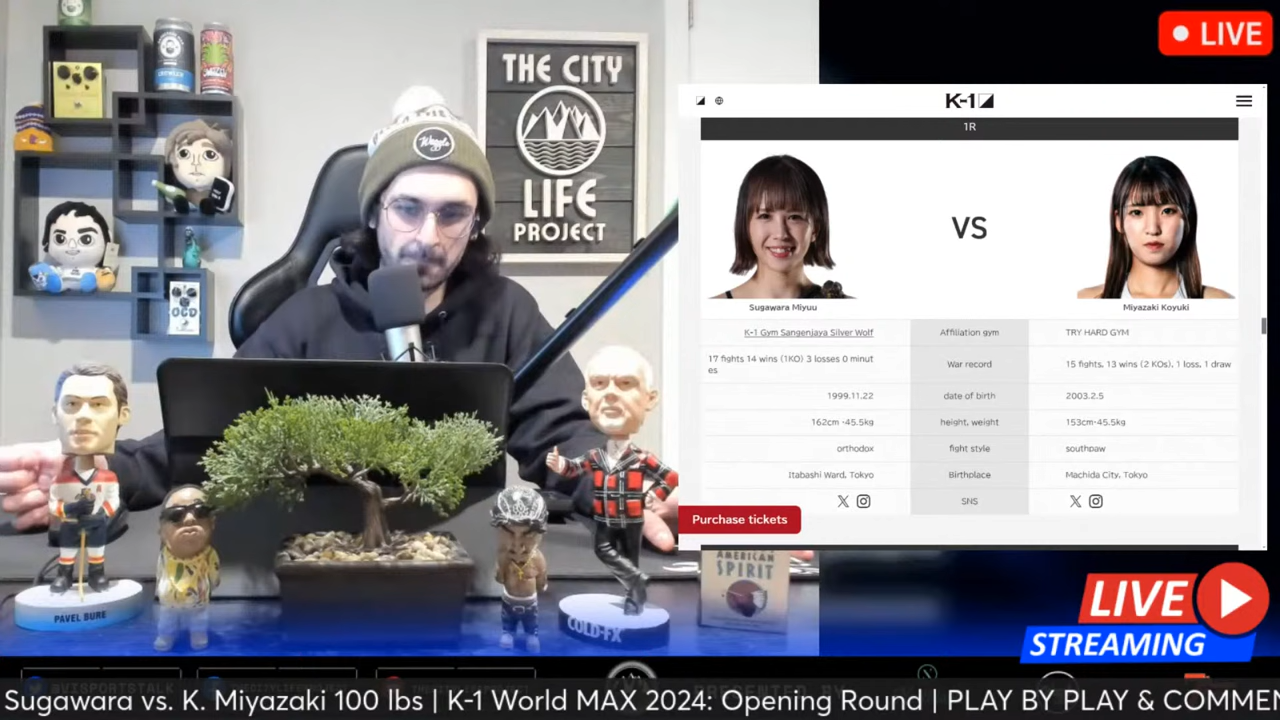 LIVE
THE CITY
LIFE
PROJECT
Waggle
K-1
1R
VS
Sugawara Miyuu
Miyazaki Koyuki
K-1 Gym Sangenjaya Silver Wolf
Affiliation gym
TRY HARD GYM
17 fights 14 wins (1KO) 3 losses 0 minut
es
War record
15 fights, 13 wins (2 KOs), 1 loss, 1 draw
1999.11.22
date of birth
2003.2.5
162cm ·45.5kg
height, weight
153cm·45.5kg
orthodox
fight style
southpaw
Itabashi Ward, Tokyo
Birthplace
Machida City, Tokyo
SNS
Purchase tickets
OCD
AMERICAN
SPIRIT
PAVEL BURE
COLD-FX
LIVE
STREAMING
@VISPORTSTALK
PRESENTED BY
Sugawara vs. K. Miyazaki 100 lbs | K-1 World MAX 2024: Opening Round | PLAY BY PLAY & COMMEN